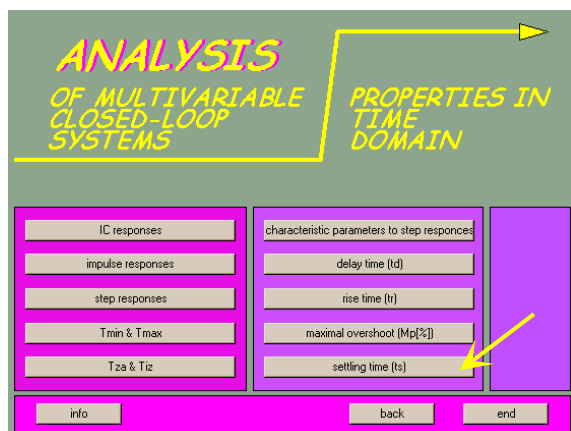 ANALYSIS
OF MULTIVARIABLE
CLOSED-LOOP
SYSTEMS
PROPERTIES IN
TIME
DOMAIN
IC responses
impulse responses
step responses
Tmin & Tmax
Tza & Tiz
characteristic parameters to step responces
delay time (td)
rise time (tr)
maximal overshoot (Mp[%])
settling time (ts)
info
back
end